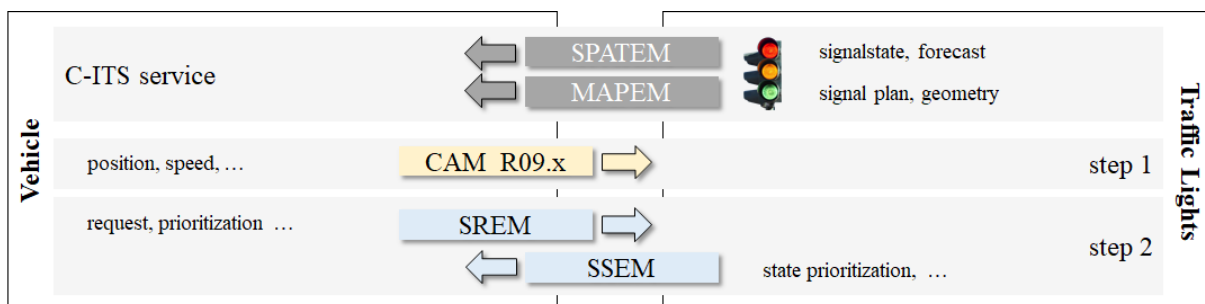 SPATEM
signalstate, forecast
C-ITS service
MAPEM
signal plan, geometry
Vehicle
Traffic Lights
position, speed, …
CAM R09.x
step 1
request, prioritization …
SREM
step 2
SSEM
state prioritization, …